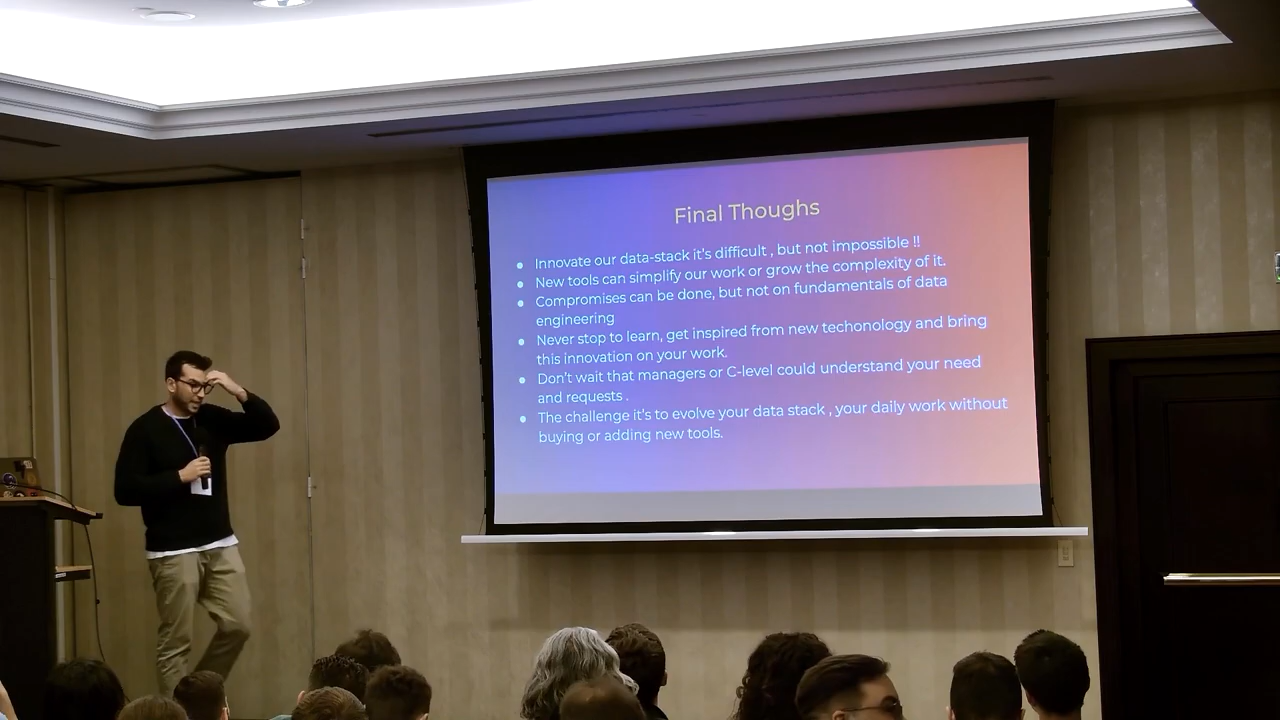 Final Thoughs
Innovate our data-stack it's difficult , but not impossible !!
New tools can simplify our work or grow the complexity of it.
Compromises can be done, but not on fundamentals of data
engineering
Never stop to learn, get inspired from new techonology and bring
this innovation on your work.
Don't wait that managers or C-level could understand your need
and requests .
The challenge it's to evolve your data stack , your daily work without
buying or adding new tools.